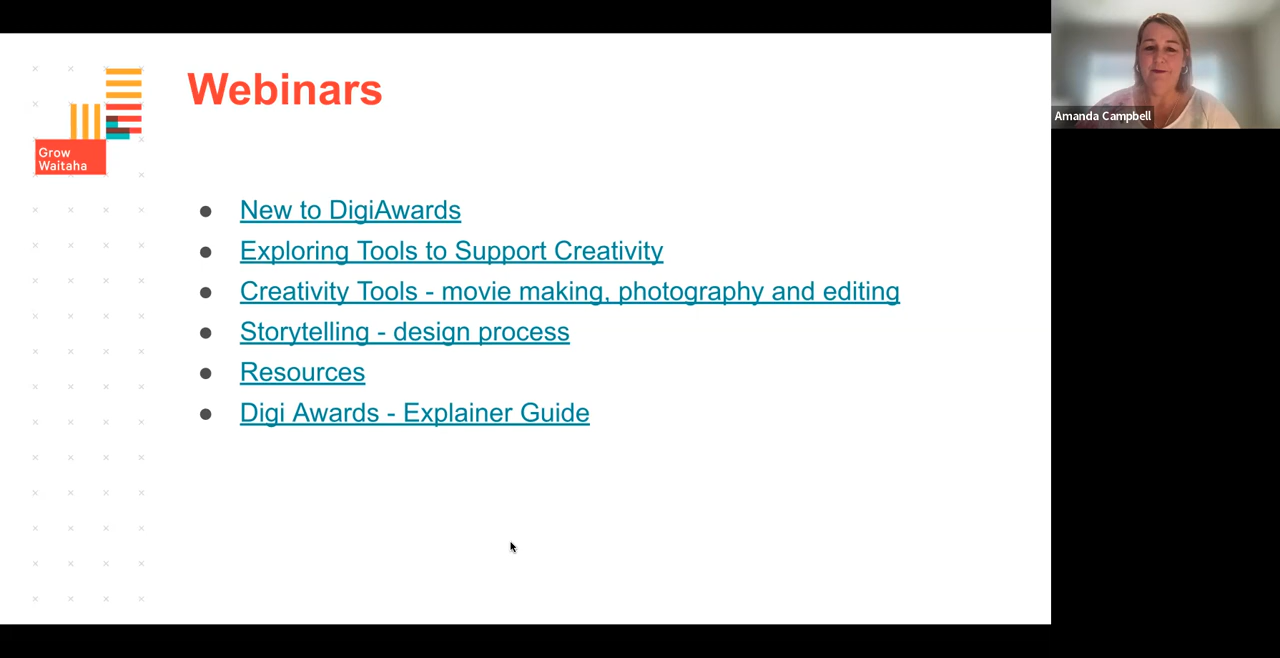 Webinars
Grow
Waitaha
New to DigiAwards
Exploring Tools to Support Creativity
Creativity Tools - movie making, photography and editing
Storytelling - design process
Resources
Digi Awards - Explainer Guide
Amanda Campbell